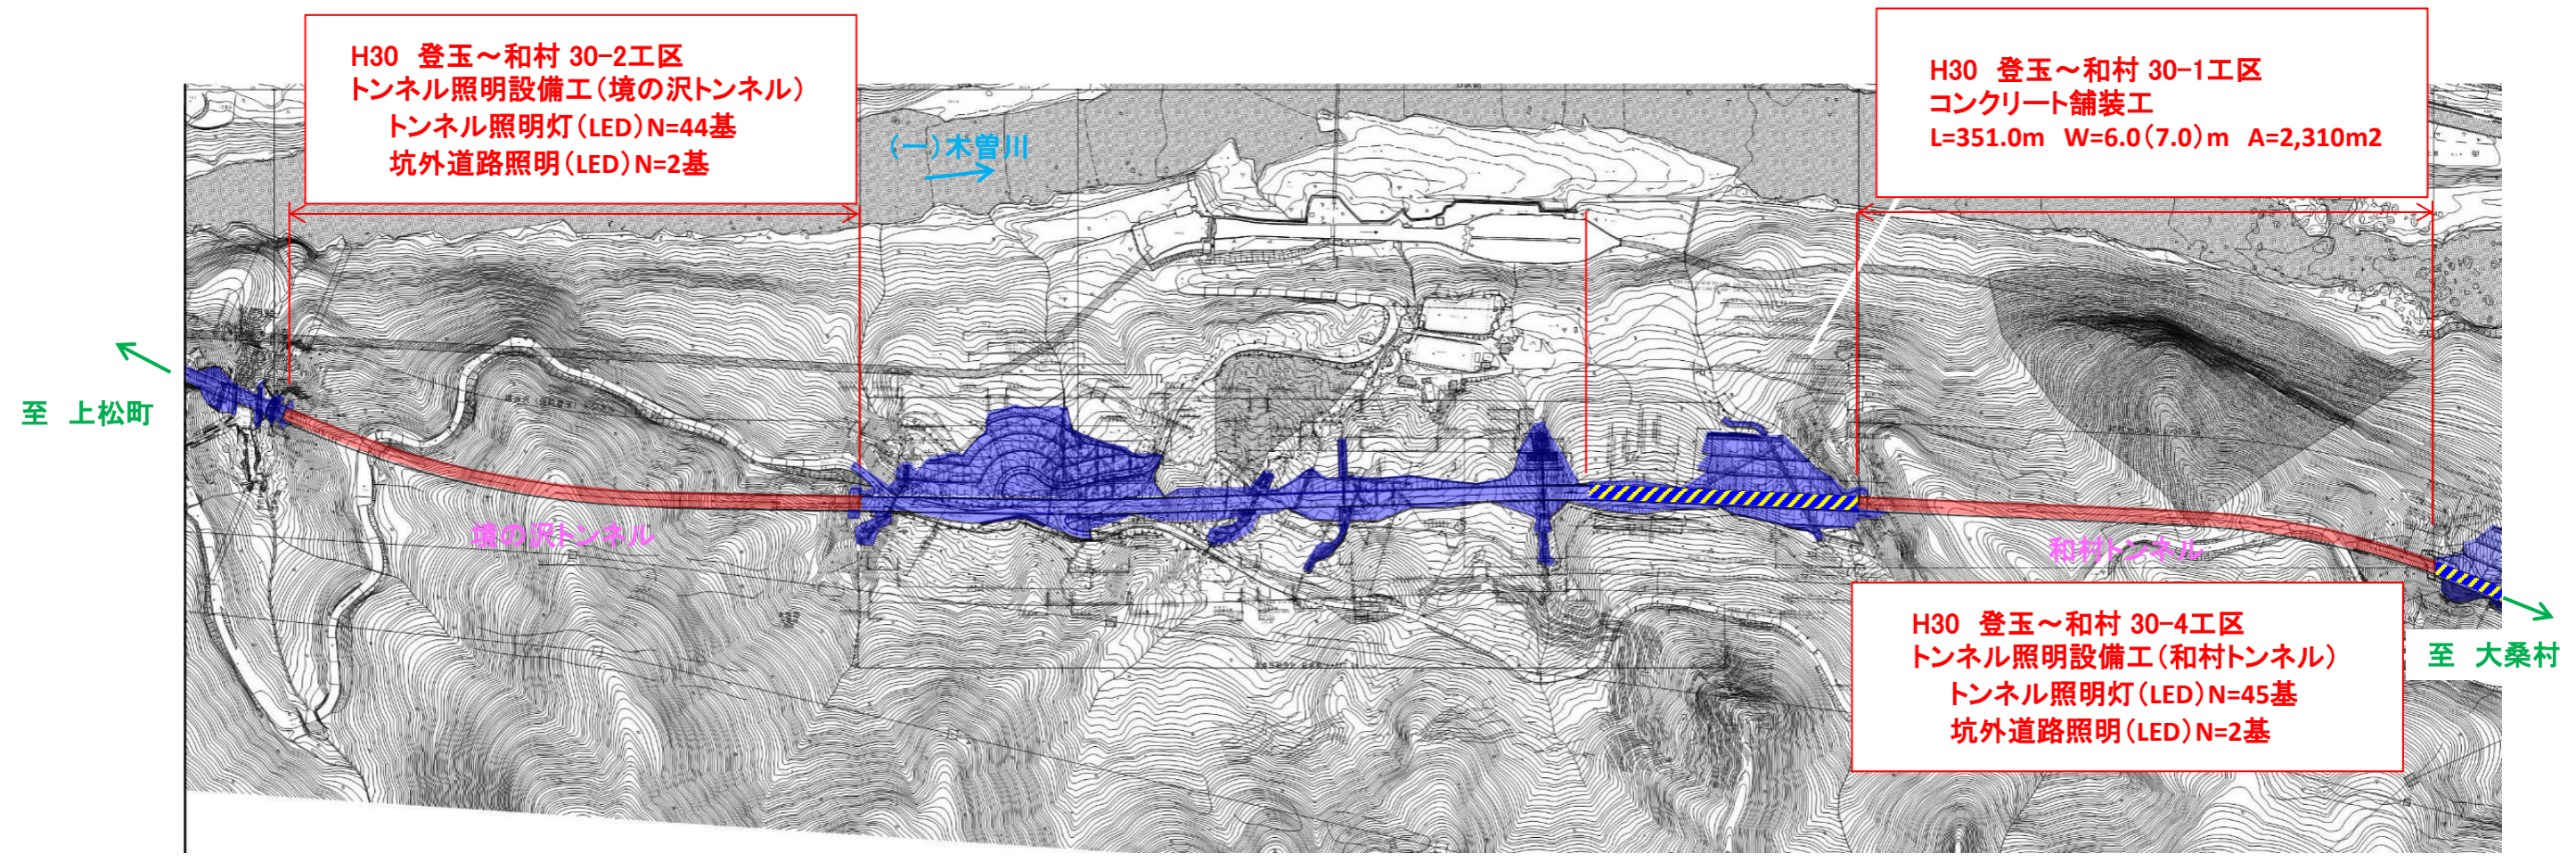 H30 登玉～和村 30-2工区
トンネル照明設備工(境の沢トンネル)
トンネル照明灯(LED)N=44基
坑外道路照明(LED)N=2基
H30 登玉～和村 30-1工区
コンクリート舗装工
L=351.0m W=6.0(7.0)m A=2,310m2
(一)木曽川
至 上松町
境の沢トンネル
和村トンネル
H30 登玉～和村 30-4工区
トンネル照明設備工(和村トンネル)
トンネル照明灯(LED)N=45基
坑外道路照明(LED)N=2基
至 大桑村